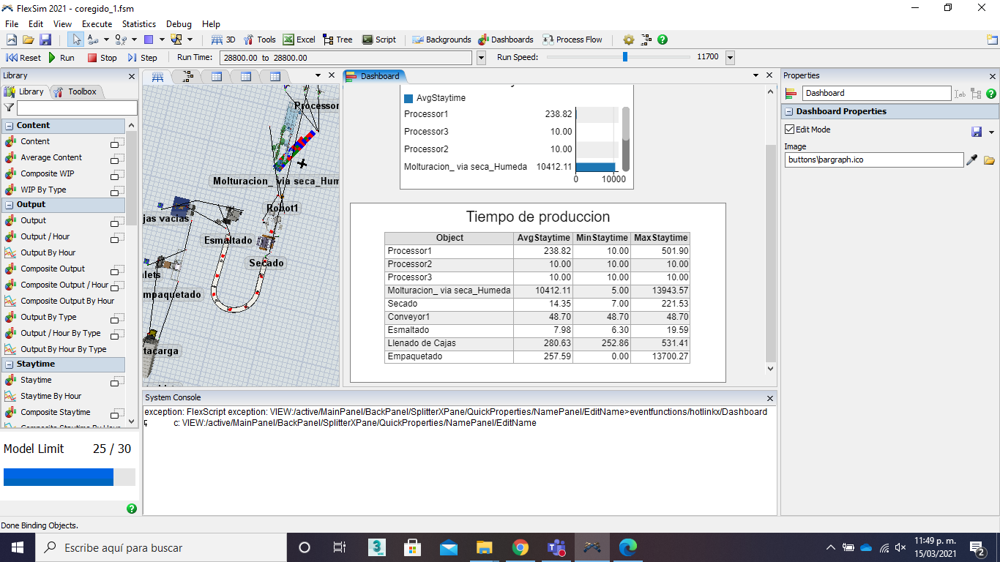 FlexSim 2021 - coregido_1.fsm
File Edit View Execute Statistics Debug Help
3D Tools Excel Tree Script Backgrounds Dashboards Process Flow
Reset Run Stop Step Run Time: 28800.00 to 28800.00 Run Speed: 11700
Library
Library Toolbox
Content
Content
Average Content
Composite WIP
WIP By Type
Output
Output
Output / Hour
Output By Hour
Composite Output
Composite Output / Hour
Composite Output By Hour
Output By Type
Output / Hour By Type
Output By Hour By Type
Staytime
Staytime
Staytime By Hour
Composite Staytime
Composite Staytime By Hour
Model Limit 25 / 30
Done Binding Objects.
Processor
Molturacion_ via seca_Hum
Robot1
jas vacias
Esmaltado
Secado
lets
mpaquetado
tacarga
Dashboard
AvgStaytime
Processor1 238.82
Processor3 10.00
Processor2 10.00
Molturacion_ via seca_Humeda 10412.11
0 10000
Tiempo de produccion
Object AvgStaytime MinStaytime MaxStaytime
Processor1 238.82 10.00 501.90
Processor2 10.00 10.00 10.00
Processor3 10.00 10.00 10.00
Molturacion_ via seca_Humeda 10412.11 5.00 13943.57
Secado 14.35 7.00 221.53
Conveyor1 48.70 48.70 48.70
Esmaltado 7.98 6.30 19.59
Llenado de Cajas 280.63 252.86 531.41
Empaquetado 257.59 0.00 13700.27
System Console
exception: FlexScript exception: VIEW:/active/MainPanel/BackPanel/SplitterXPane/QuickProperties/NamePanel/EditName>eventfunctions/hotlinkx/Dashboard
c: VIEW:/active/MainPanel/BackPanel/SplitterXPane/QuickProperties/NamePanel/EditName
Properties
Dashboard
Dashboard Properties
Edit Mode
Image
buttons\bargraph.ico
Escribe aquí para buscar
11:49 p. m.
15/03/2021
2